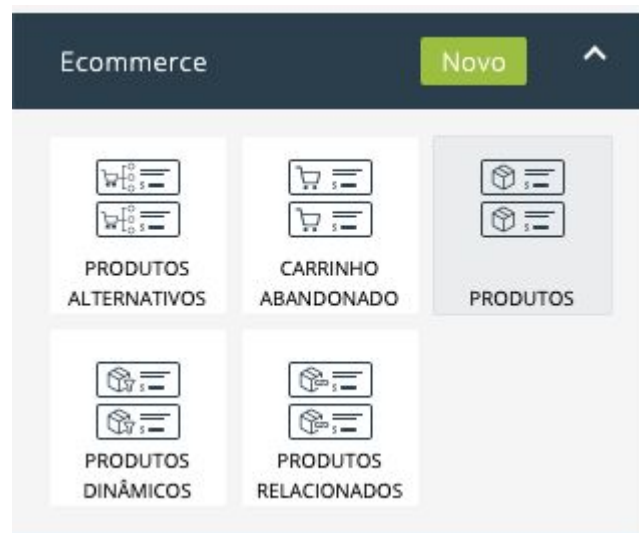 Ecommerce Novo
PRODUTOS
ALTERNATIVOS
CARRINHO
ABANDONADO
PRODUTOS
PRODUTOS
DINÂMICOS
PRODUTOS
RELACIONADOS